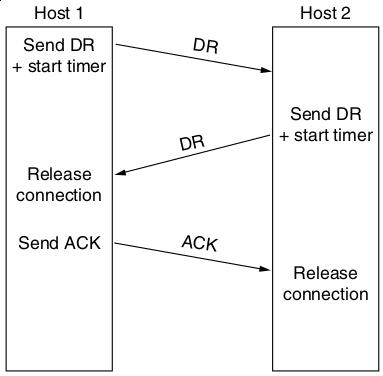 Host 1
Host 2
Send DR
+ start timer
DR
Send DR
+ start timer
DR
Release
connection
Send ACK
ACK
Release
connection